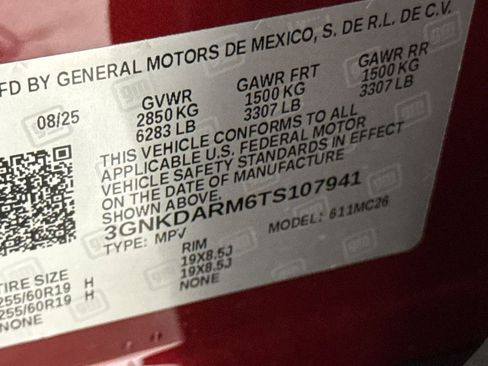 FD BY GENERAL MOTORS DE MEXICO, S. DE R.L. DE C.V.
08/25 GVWR GAWR FRT GAWR RR
2850 KG 1500 KG 1500 KG
6283 LB 3307 LB 3307 LB
THIS VEHICLE CONFORMS TO ALL
APPLICABLE U.S. FEDERAL MOTOR
VEHICLE SAFETY STANDARDS IN EFFECT
ON THE DATE OF MANUFACTURE
SHOWN ABOVE.
3GNKDARM6TS107941
TYPE: MPV MODEL: 611MC26
TIRE SIZE RIM
255/60R19 H 19X8.5J
255/60R19 H 19X8.5J
NONE NONE